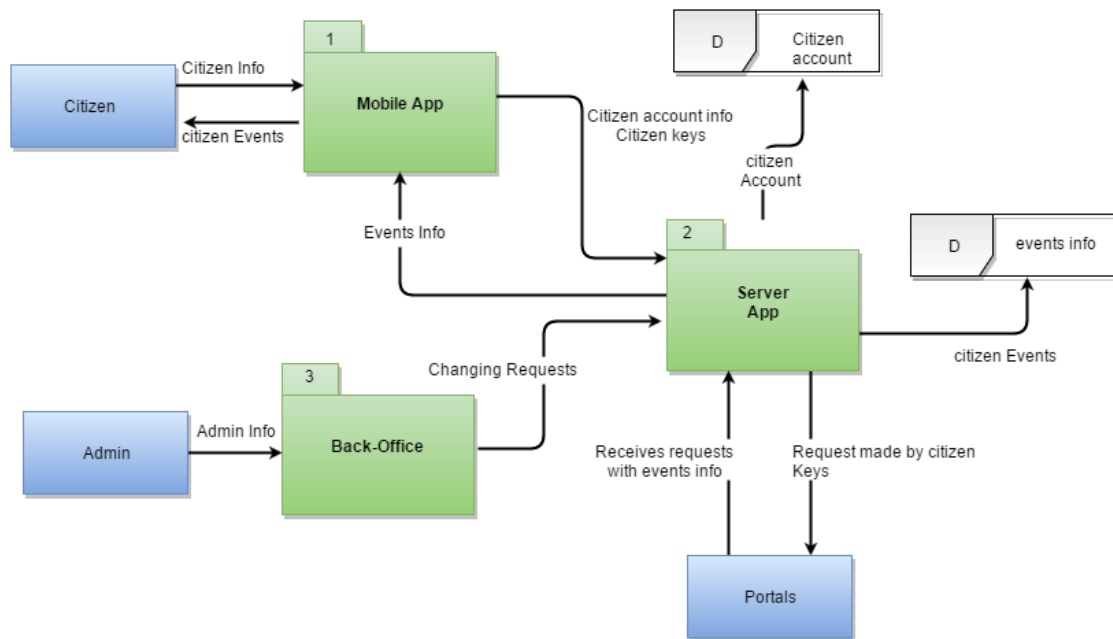 1
D
Citizen
account
Citizen Info
Mobile App
Citizen
citizen Events
Citizen account info
Citizen keys
citizen
Account
Events Info
2
D
events info
Server
App
citizen Events
Changing Requests
3
Admin Info
Back-Office
Admin
Receives requests
with events info
Request made by citizen
Keys
Portals